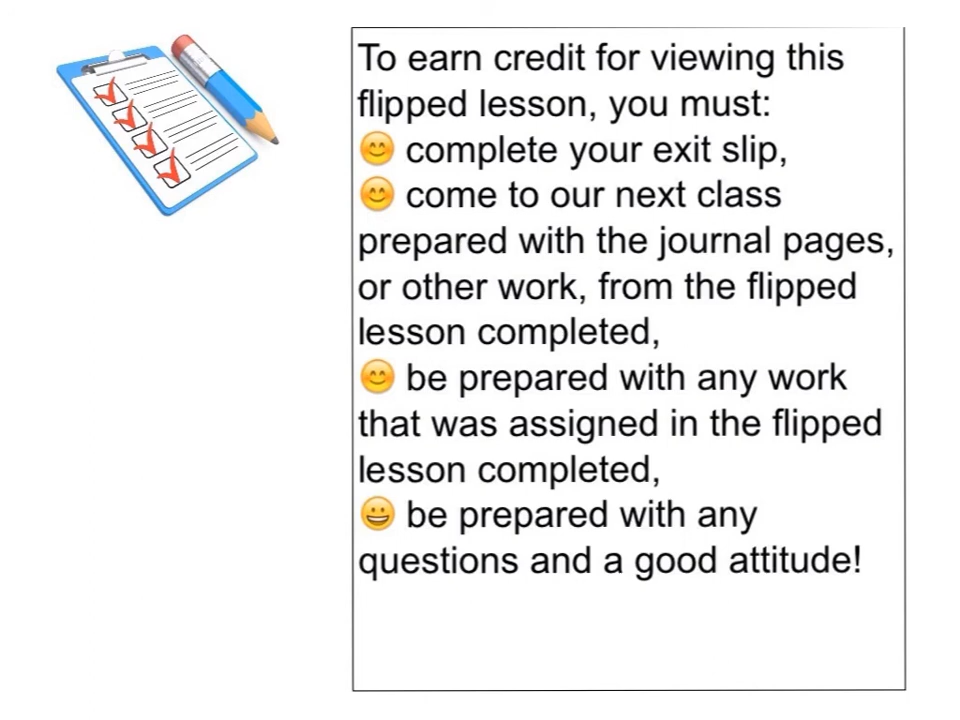 To earn credit for viewing this
flipped lesson, you must:
😊 complete your exit slip,
😊 come to our next class
prepared with the journal pages,
or other work, from the flipped
lesson completed,
😊 be prepared with any work
that was assigned in the flipped
lesson completed,
😀 be prepared with any
questions and a good attitude!